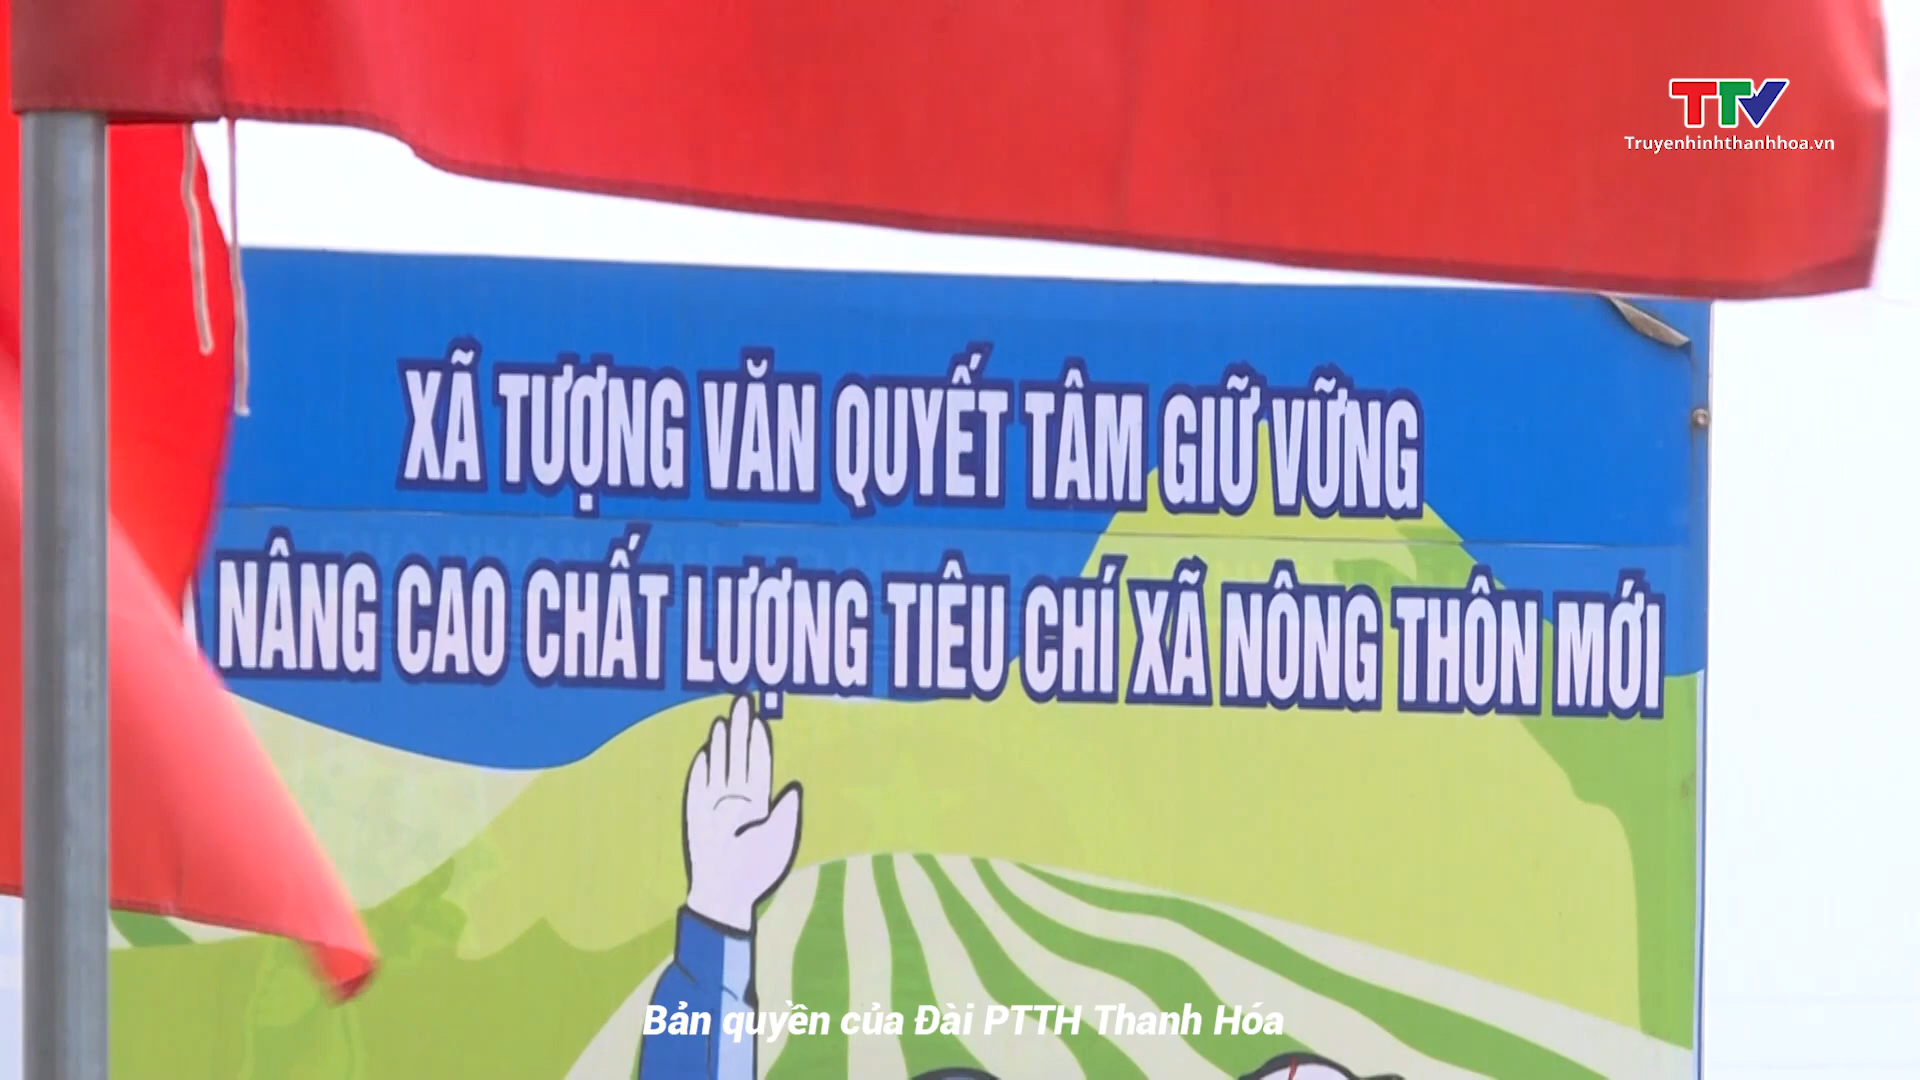 TTV
Truyenhinhthanhhoa.vn
XÃ TƯỢNG VĂN QUYẾT TÂM GIỮ VỮNG
NÂNG CAO CHẤT LƯỢNG TIÊU CHÍ XÃ NÔNG THÔN MỚI
Bản quyền của Đài PTTH Thanh Hóa